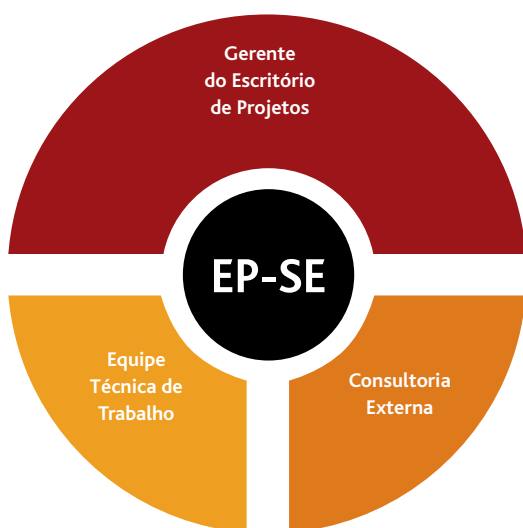 Gerente
do Escritório
de Projetos
EP-SE
Equipe
Técnica de
Trabalho
Consultoria
Externa